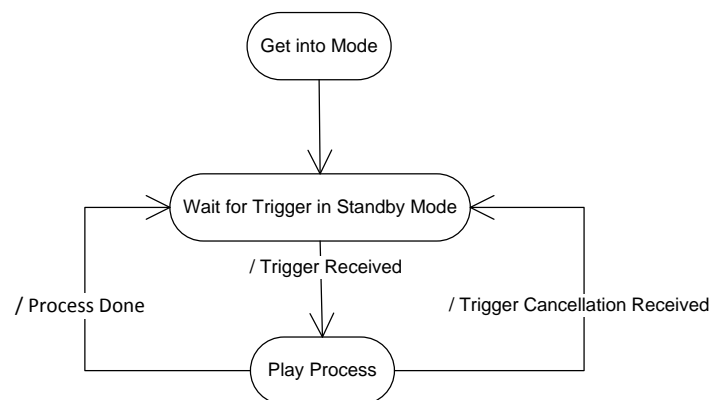 Get into Mode
Wait for Trigger in Standby Mode
/ Trigger Received
/ Process Done
/ Trigger Cancellation Received
Play Process